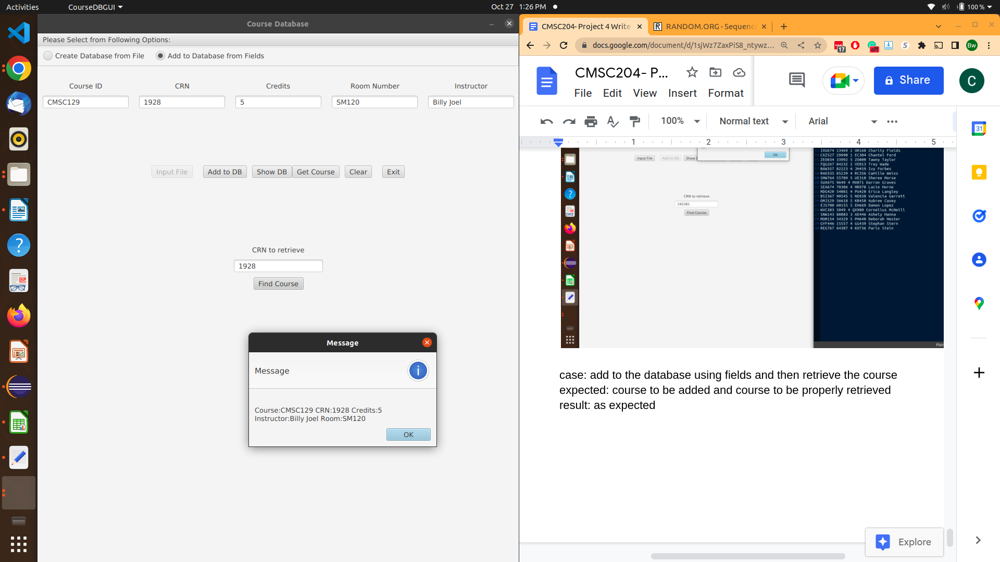 Activities
CourseDBGUI
Oct 27 1:26 PM
100 %
Course Database
Please Select from Following Options:
Create Database from File
Add to Database from Fields
Course ID
CRN
Credits
Room Number
Instructor
CMSC129
1928
5
SM120
Billy Joel
Input File
Add to DB
Show DB
Get Course
Clear
Exit
CRN to retrieve
1928
Find Course
Message
Message
Course:CMSC129 CRN:1928 Credits:5
Instructor:Billy Joel Room:SM120
OK
CMSC204- Project 4 Write
RANDOM.ORG - Sequenc
docs.google.com/document/d/1sjWz7ZaxPiS8_ntywz...
17
off
Bw
CMSC204- P...
File Edit View Insert Format
Share
C
100%
Normal text
Arial
1 2 3 4 5
31
Input File
Add to DB
Show
OK
CRN to retrieve
192381
Find Course
IXU674 13469 2 OR168 Charity Fields
CXZ527 29990 1 EC304 Chantel Ford
ZEO834 33992 5 ZO800 Tawny Taylor
FQG267 84232 2 VE013 Trey Wade
BAW357 82223 4 JH459 Ivy Forbes
RAO335 85239 4 RC356 Camille Weiss
SMW764 55709 5 UE310 Sheree Morse
SUX675 9649 4 MX071 Darron Graves
SEA674 70306 4 MR978 Lacie Horne
MDG420 54081 4 PU420 Erica Langley
BSI367 90545 5 NE838 Valencia Garrett
OMJ129 56618 5 KB450 Aubree Casey
EJS700 60155 5 EH669 Damon Lopez
WVC383 5049 4 QX980 Cornelius McNeill
SNW143 88083 3 AE446 Ashely Hanna
MOM154 34329 5 PH640 Deborah Hester
GYF446 15557 4 GG439 Stephan Stern
REG767 64307 4 KO736 Paris Stein
Plain
case: add to the database using fields and then retrieve the course
expected: course to be added and course to be properly retrieved
result: as expected
Explore